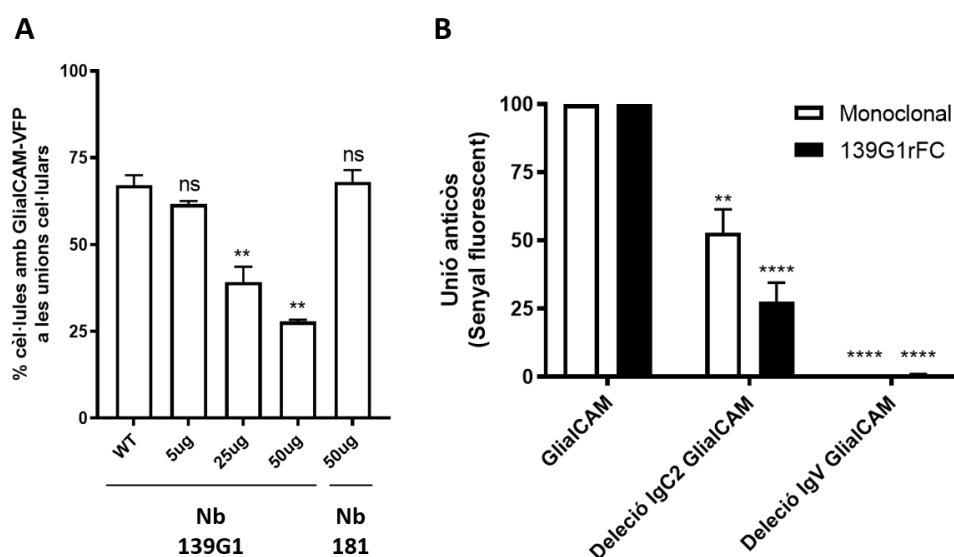 A
% cèl·lules amb GlialCAM-VFP
a les unions cel·lulars
100
75
50
25
0
ns
**
**
ns
WT
5ug
25ug
50ug
50ug
Nb
139G1
Nb
181
B
Unió anticòs
(Senyal fluorescent)
100
75
50
25
0
Monoclonal
139G1rFC
**
****
****
****
GlialCAM
Deleció IgC2 GlialCAM
Deleció IgV GlialCAM